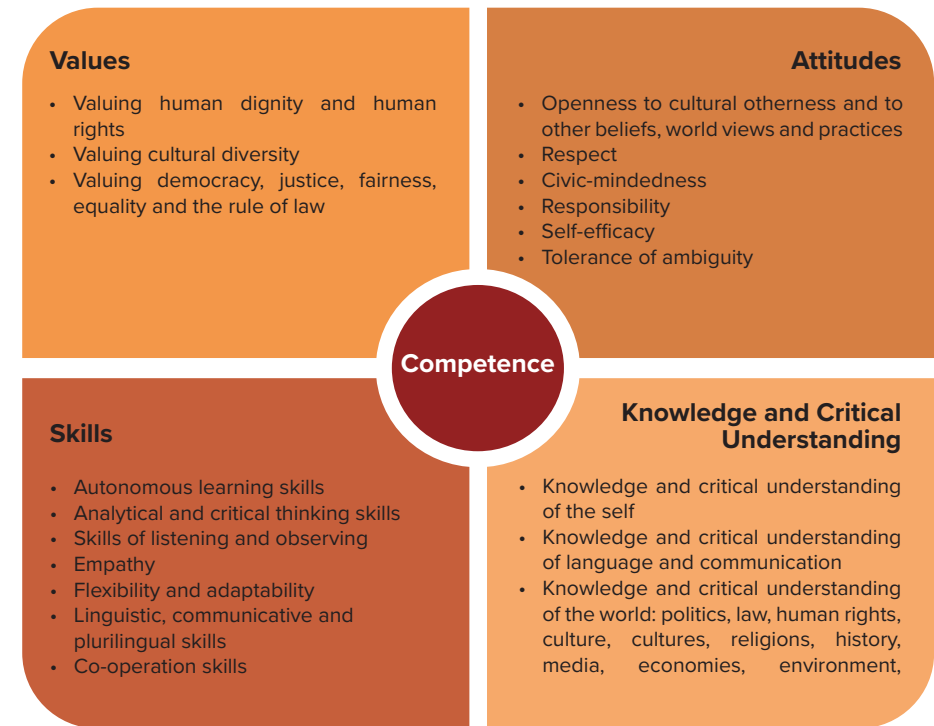 Values
• Valuing human dignity and human
rights
• Valuing cultural diversity
• Valuing democracy, justice, fairness,
equality and the rule of law
Attitudes
• Openness to cultural otherness and to
other beliefs, world views and practices
• Respect
• Civic-mindedness
• Responsibility
• Self-efficacy
• Tolerance of ambiguity
Competence
Skills
• Autonomous learning skills
• Analytical and critical thinking skills
• Skills of listening and observing
• Empathy
• Flexibility and adaptability
• Linguistic, communicative and
plurilingual skills
• Co-operation skills
Knowledge and Critical
Understanding
• Knowledge and critical understanding
of the self
• Knowledge and critical understanding
of language and communication
• Knowledge and critical understanding
of the world: politics, law, human rights,
culture, cultures, religions, history,
media, economies, environment,